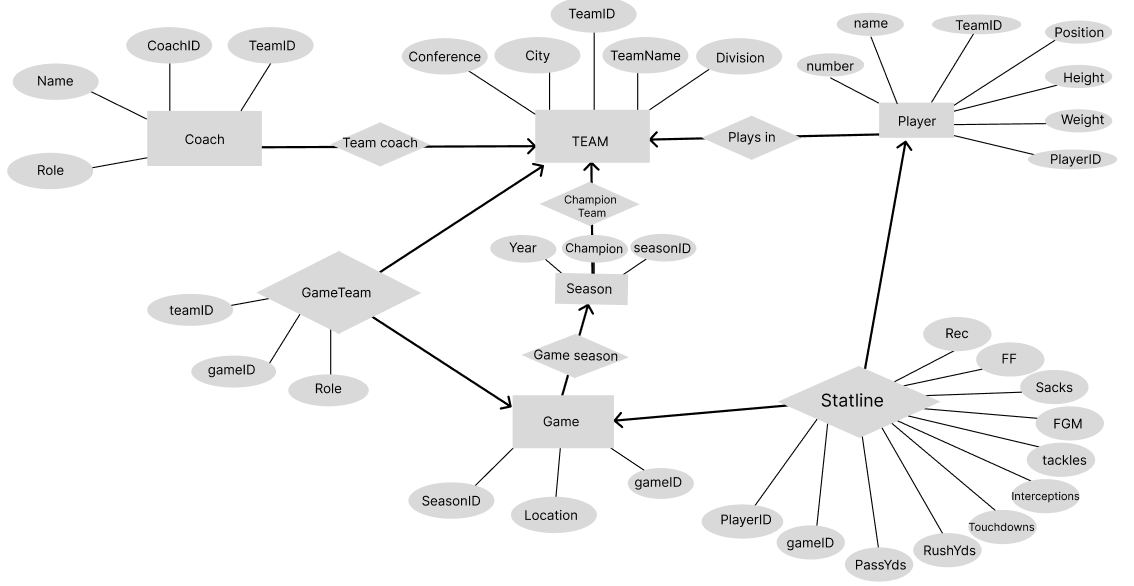 TeamID
name
TeamID
Position
CoachID
TeamID
Conference
City
TeamName
Division
number
Name
Height
Coach
TEAM
Player
Weight
Team coach
Plays in
Role
PlayerID
Champion
Team
Year
Champion
seasonID
GameTeam
Season
teamID
Rec
gameID
Game season
FF
Role
Statline
Sacks
Game
FGM
tackles
SeasonID
Location
gameID
Interceptions
PlayerID
gameID
Touchdowns
PassYds
RushYds